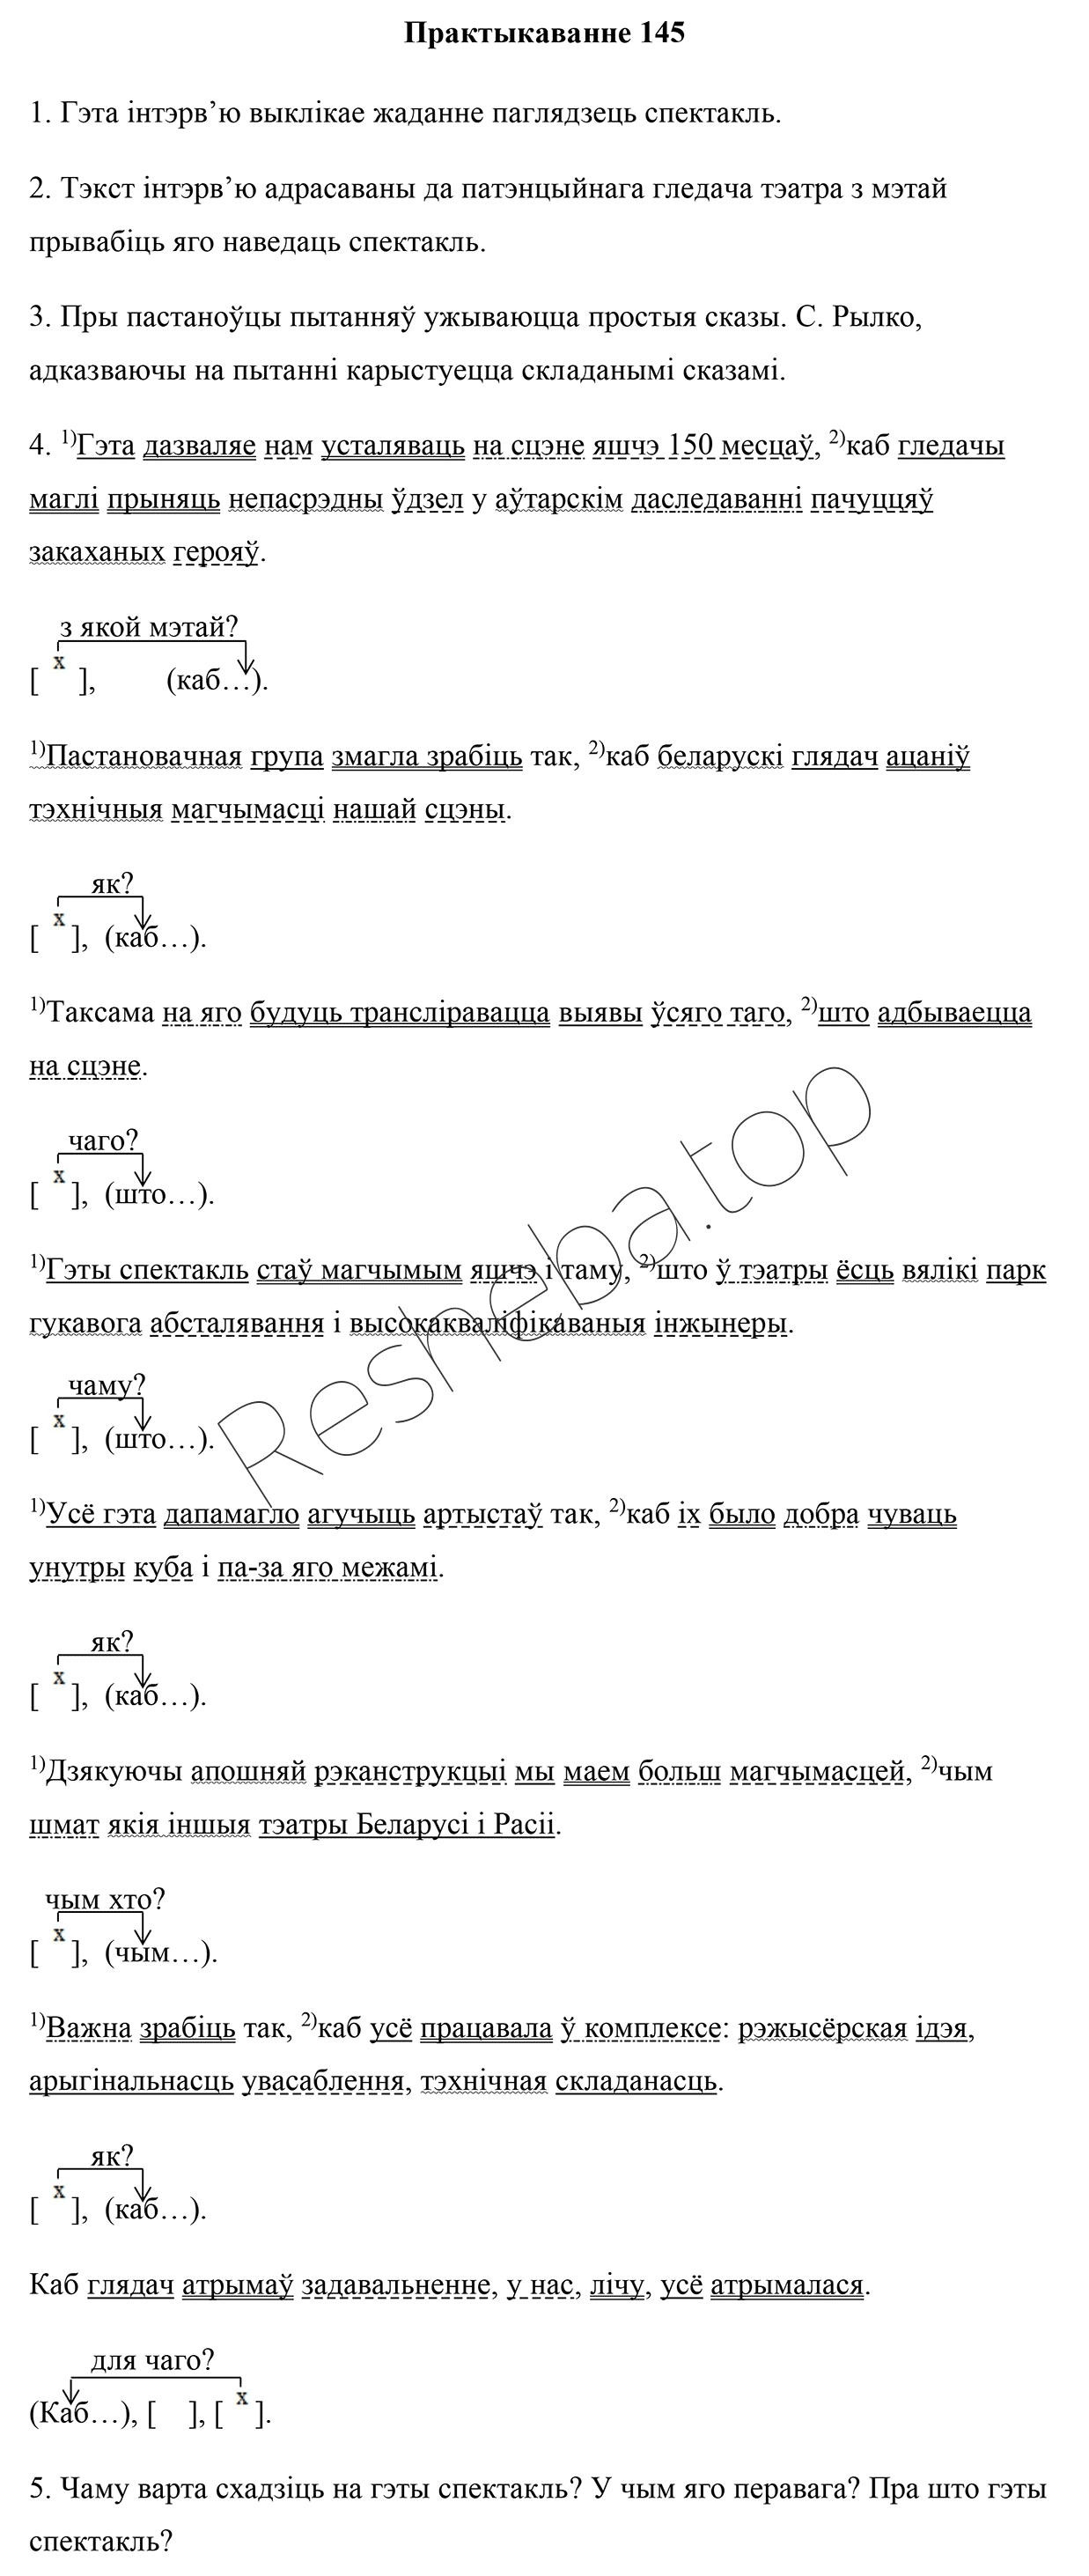 Практыкаванне 145
1. Гэта інтэрв’ю выклікае жаданне паглядзець спектакль.
2. Тэкст інтэрв’ю адрасаваны да патэнцыйнага гледача тэатра з мэтай
прывабіць яго наведаць спектакль.
3. Пры пастаноўцы пытанняў ужываюцца простыя сказы. С. Рылко,
адказваючы на пытанні карыстуецца складанымі сказамі.
4. 1)Гэта дазваляе нам усталяваць на сцэне яшчэ 150 месцаў, 2)каб гледачы
маглі прыняць непасрэдны ўдзел у аўтарскім даследаванні пачуццяў
закаханых герояў.
з якой мэтай?
[ х ], (каб…).
1)Пастановачная група змагла зрабіць так, 2)каб беларускі глядач ацаніў
тэхнічныя магчымасці нашай сцэны.
як?
[ х ], (каб…).
1)Таксама на яго будуць трансліравацца выявы ўсяго таго, 2)што адбываецца
на сцэне.
чаго?
[ х ], (што…).
1)Гэты спектакль стаў магчымым яшчэ і таму, 2)што ў тэатры ёсць вялікі парк
гукавога абсталявання і высокакваліфікаваныя інжынеры.
чаму?
[ х ], (што…).
1)Усё гэта дапамагло агучыць артыстаў так, 2)каб іх было добра чуваць
унутры куба і па-за яго межамі.
як?
[ х ], (каб…).
1)Дзякуючы апошняй рэканструкцыі мы маем больш магчымасцей, 2)чым
шмат якія іншыя тэатры Беларусі і Расіі.
чым хто?
[ х ], (чым…).
1)Важна зрабіць так, 2)каб усё працавала ў комплексе: рэжысёрская ідэя,
арыгінальнасць увасаблення, тэхнічная складанасць.
як?
[ х ], (каб…).
Каб глядач атрымаў задавальненне, у нас, лічу, усё атрымалася.
для чаго?
(Каб…), [ ], [ х ].
5. Чаму варта схадзіць на гэты спектакль? У чым яго перавага? Пра што гэты
спектакль?
Resheba.top